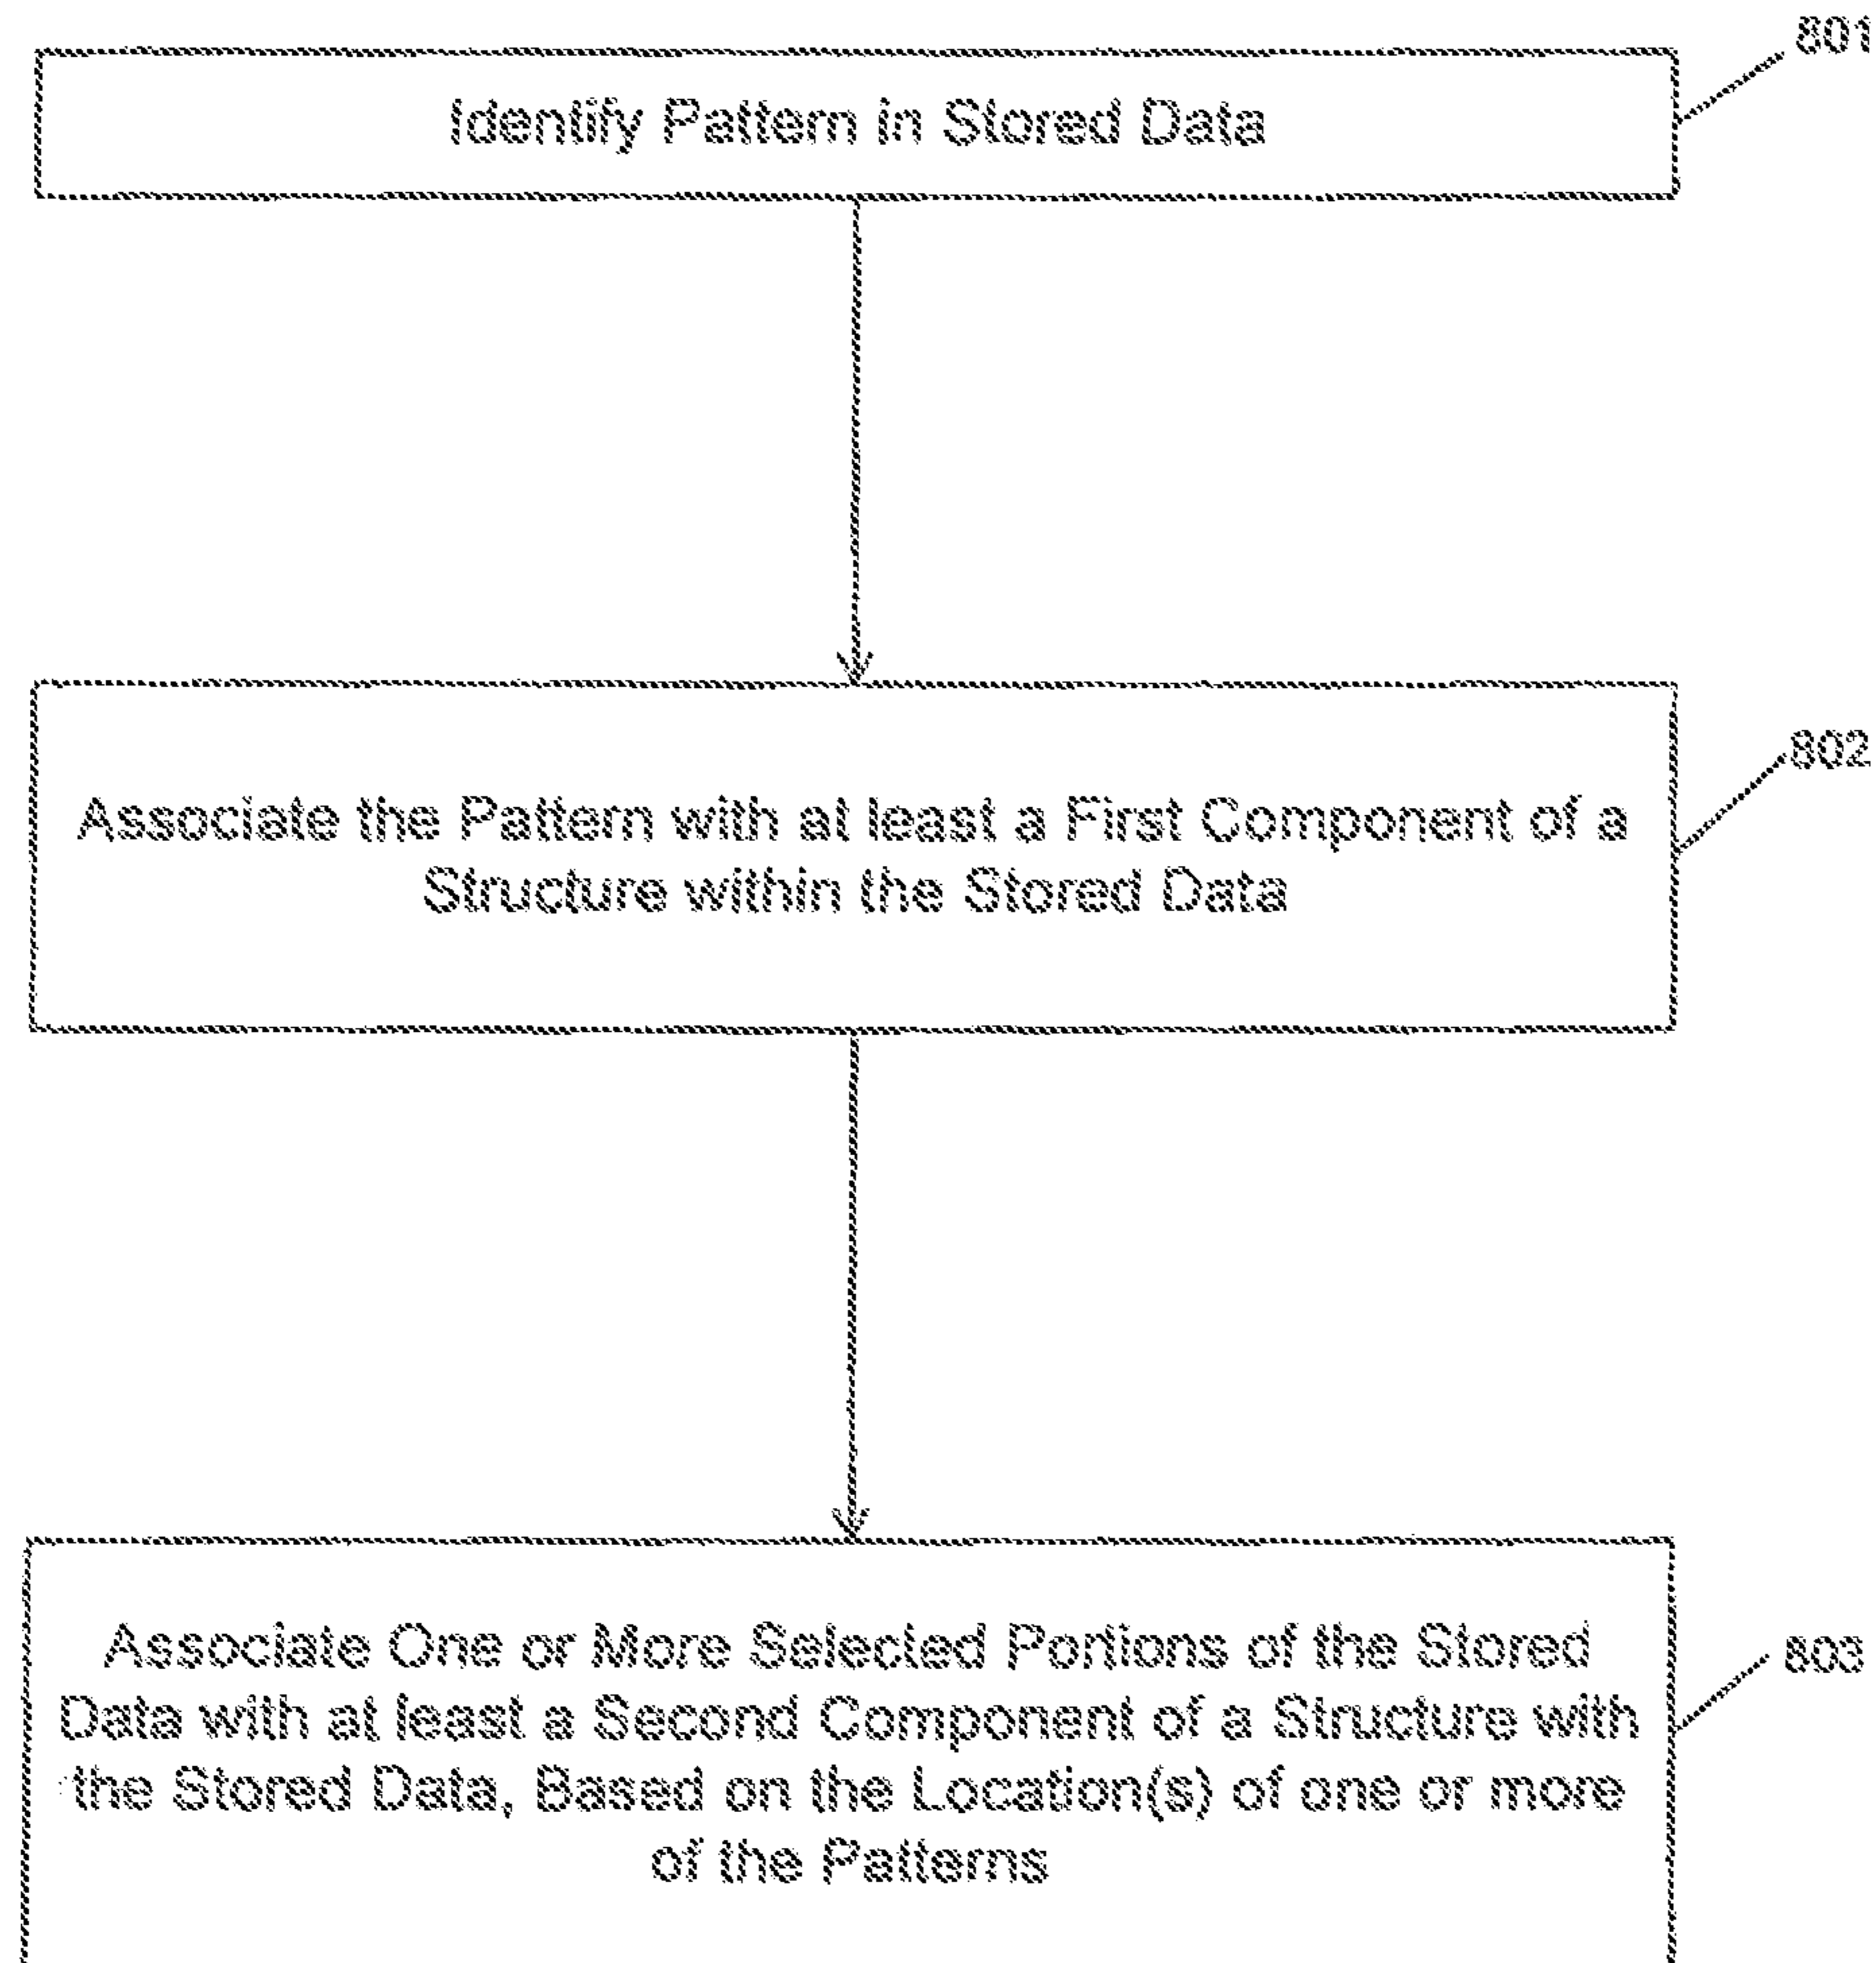 801
Identify Pattern in Stored Data
802
Associate the Pattern with at least a First Component of a
Structure within the Stored Data
803
Associate One or More Selected Portions of the Stored
Data with at least a Second Component of a Structure with
the Stored Data, Based on the Location(s) of one or more
of the Patterns